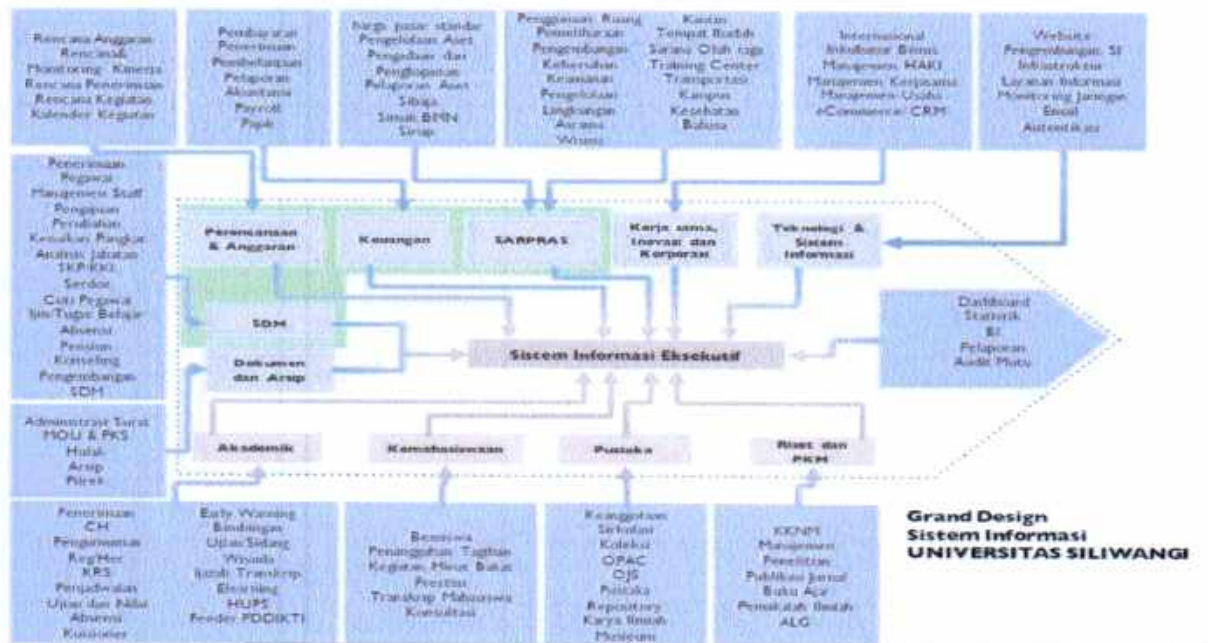 Rencana Anggaran
Monitoring Kinerja
Rencana Penerimaan
Rencana Kegiatan
Kalender Kegiatan
Pembayaran
Penerimaan
Pembelanjaan
Pelaporan
Akuntansi
Payroll
Pajak
harga pasar standar
Pengelolaan Aset
Pengadaan dan
Penghapusan
Pelaporan Aset
Simak BMN
Sirup
Penggunaan Ruang
Pemeliharaan
Pengembangan
Kebersihan
Keamanan
Pengelolaan
Lingkungan
Asrama
Wisma
Kantin
Tempat Ibadah
Sarana Olah raga
Training Center
Transportasi
Kampus
Kesehatan
Bahasa
International
Inkubator Bisnis
Manajemen HAKI
Manajemen Kerjasama
Manajemen Usaha
eCommerce/ CRM
Website
Pengembangan SI
Infrastruktur
Layanan Informasi
Monitoring Jaringan
Email
Autentikasi
Penerimaan
Pegawai
Manajemen Staff
Pengajuan
Perubahan
Kenaikan Pangkat
Analisis Jabatan
Serdos
Cuti Pegawai
Ijin/Tugas Belajar
Absensi
Pension
Konseling
Pengembangan
SDM
Perencanaan
& Anggaran
Keuangan
SARPRAS
Kerja sama,
Inovasi dan
Korporasi
Teknologi &
Sistem
Informasi
SDM
Dokumen
dan Arsip
Sistem Informasi Eksekutif
Dashboard
Statistik
BI
Pelaporan
Audit Mutu
Administrasi Surat
MOU & PKS
Arsip
Akademik
Kemahasiswaan
Pustaka
Riset dan
PKM
Penerimaan
CH
Pengumuman
Reg/Her
KRS
Penjadwalan
Ujian dan Nilai
Absensi
Kuisioner
Early Warning
Bimbingan
Ujian/Sidang
Wisuda
Ijazah Transkrip
Elearning
HUPS
Feeder PDDIKTI
Beasiswa
Penangguhan Tagihan
Kegiatan Minat Bakat
Prestasi
Transkrip Mahasiswa
Konsultasi
Keanggotaan
Sirkulasi
Koleksi
OPAC
OJS
Pustaka
Repository
Karya Ilmiah
Museum
KKNM
Manajemen
Penelitian
Publikasi Jurnal
Buku Ajar
Pemakalah Ilmiah
ALG
Grand Design
Sistem Informasi
UNIVERSITAS SILIWANGI